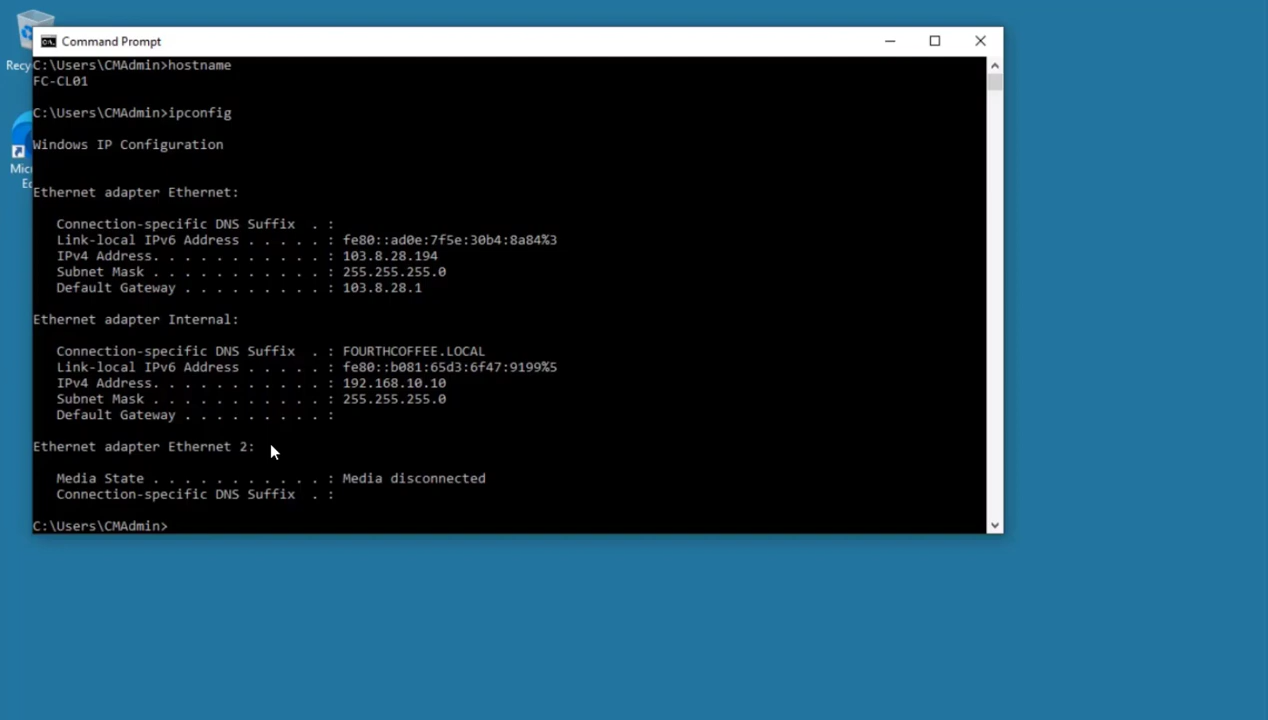 Command Prompt
Recy
C:\Users\CMAdmin>hostname
FC-CL01
C:\Users\CMAdmin>ipconfig
Windows IP Configuration
Mic
Ed
Ethernet adapter Ethernet:
Connection-specific DNS Suffix . :
Link-local IPv6 Address . . . . . : fe80::ad0e:7f5e:30b4:8a84%3
IPv4 Address. . . . . . . . . . . : 103.8.28.194
Subnet Mask . . . . . . . . . . . : 255.255.255.0
Default Gateway . . . . . . . . . : 103.8.28.1
Ethernet adapter Internal:
Connection-specific DNS Suffix . : FOURTHCOFFEE.LOCAL
Link-local IPv6 Address . . . . . : fe80::b081:65d3:6f47:9199%5
IPv4 Address. . . . . . . . . . . : 192.168.10.10
Subnet Mask . . . . . . . . . . . : 255.255.255.0
Default Gateway . . . . . . . . . :
Ethernet adapter Ethernet 2:
Media State . . . . . . . . . . . : Media disconnected
Connection-specific DNS Suffix . :
C:\Users\CMAdmin>